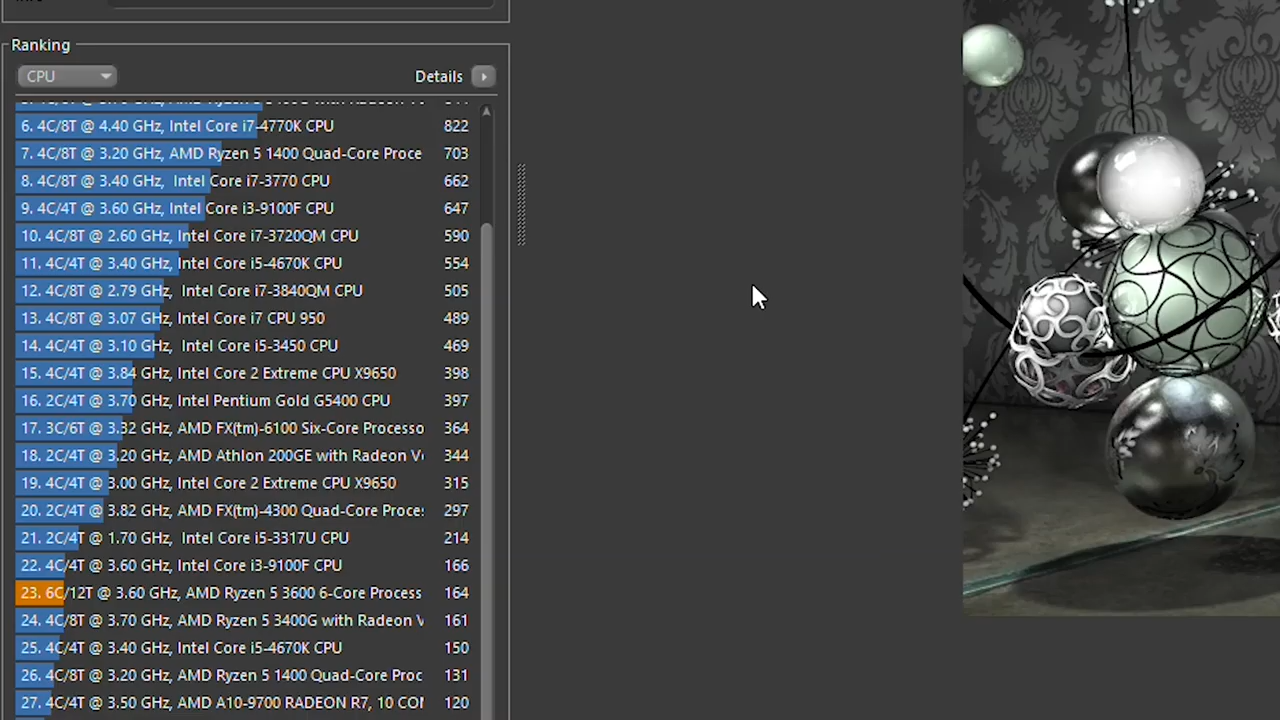 Ranking
CPU
Details
6. 4C/8T @ 4.40 GHz, Intel Core i7-4770K CPU 822
7. 4C/8T @ 3.20 GHz, AMD Ryzen 5 1400 Quad-Core Proce 703
8. 4C/8T @ 3.40 GHz, Intel Core i7-3770 CPU 662
9. 4C/4T @ 3.60 GHz, Intel Core i3-9100F CPU 647
10. 4C/8T @ 2.60 GHz, Intel Core i7-3720QM CPU 590
11. 4C/4T @ 3.40 GHz, Intel Core i5-4670K CPU 554
12. 4C/8T @ 2.79 GHz, Intel Core i7-3840QM CPU 505
13. 4C/8T @ 3.07 GHz, Intel Core i7 CPU 950 489
14. 4C/4T @ 3.10 GHz, Intel Core i5-3450 CPU 469
15. 4C/4T @ 3.84 GHz, Intel Core 2 Extreme CPU X9650 398
16. 2C/4T @ 3.70 GHz, Intel Pentium Gold G5400 CPU 397
17. 3C/6T @ 3.32 GHz, AMD FX(tm)-6100 Six-Core Processo 364
18. 2C/4T @ 3.20 GHz, AMD Athlon 200GE with Radeon Ve 344
19. 4C/4T @ 3.00 GHz, Intel Core 2 Extreme CPU X9650 315
20. 2C/4T @ 3.82 GHz, AMD FX(tm)-4300 Quad-Core Proces 297
21. 2C/4T @ 1.70 GHz, Intel Core i5-3317U CPU 214
22. 4C/4T @ 3.60 GHz, Intel Core i3-9100F CPU 166
23. 6C/12T @ 3.60 GHz, AMD Ryzen 5 3600 6-Core Process 164
24. 4C/8T @ 3.70 GHz, AMD Ryzen 5 3400G with Radeon V 161
25. 4C/4T @ 3.40 GHz, Intel Core i5-4670K CPU 150
26. 4C/8T @ 3.20 GHz, AMD Ryzen 5 1400 Quad-Core Proc 131
27. 4C/4T @ 3.50 GHz, AMD A10-9700 RADEON R7, 10 COM 120